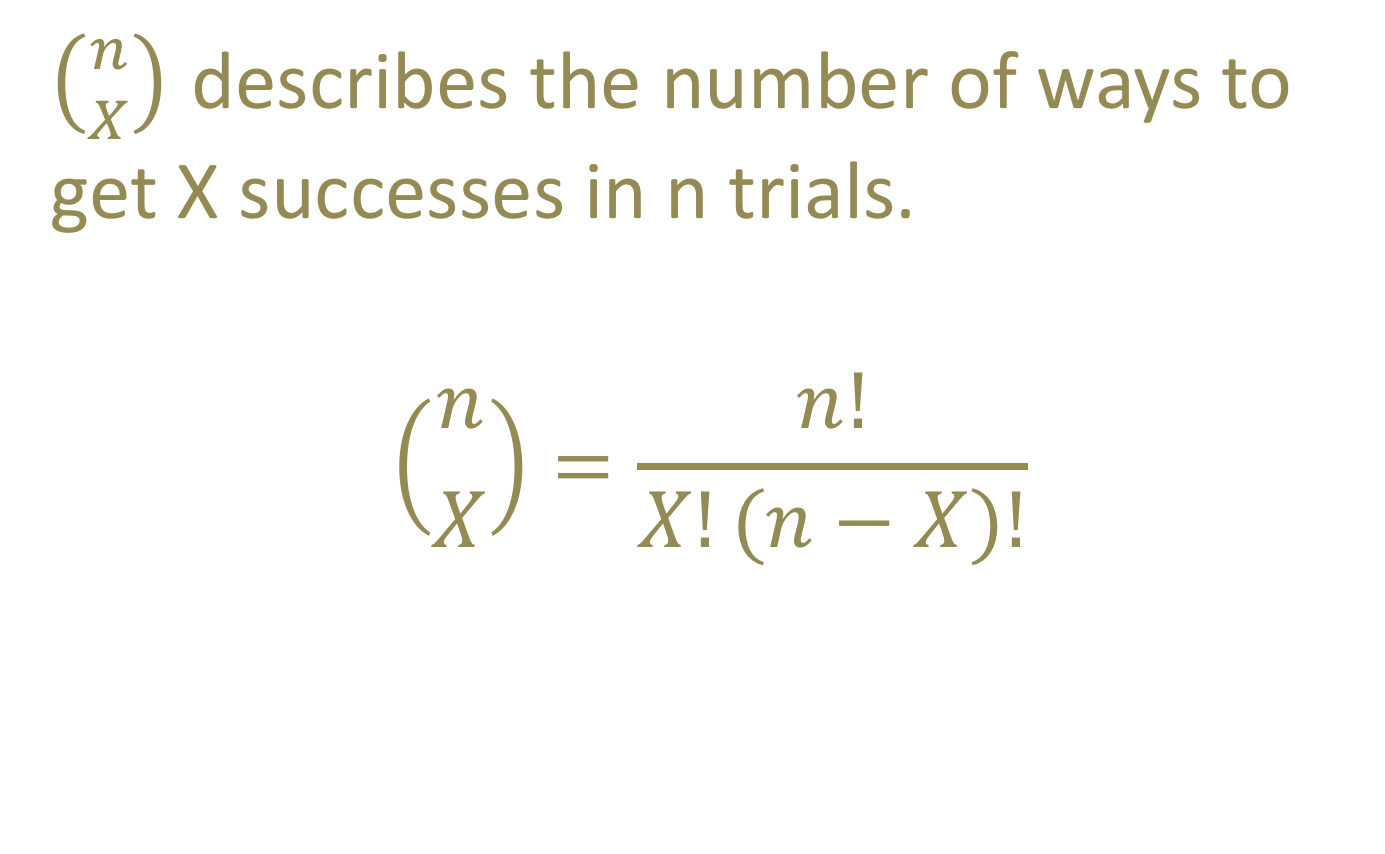 (n X) describes the number of ways to
get X successes in n trials.
(n X) = n! / X! (n − X)!